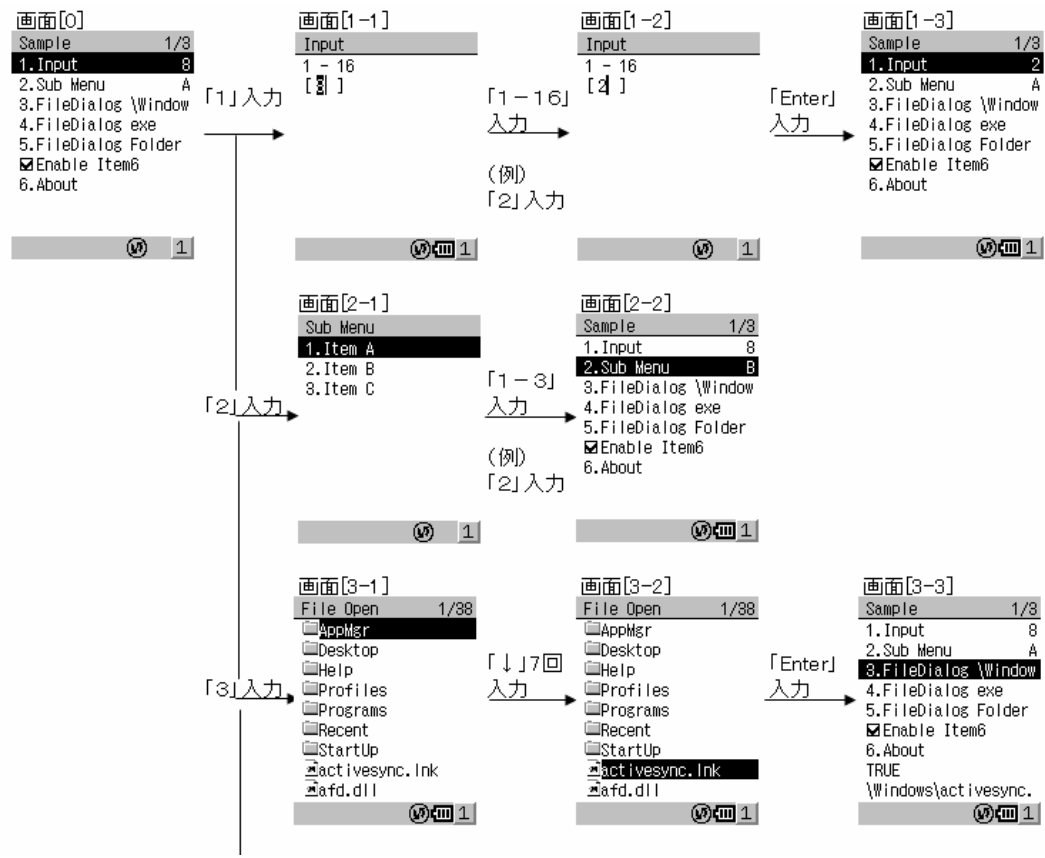 画面[0]
Sample 1/3
1.Input 8
2.Sub Menu A
3.FileDialog \Window
4.FileDialog exe
5.FileDialog Folder
Enable Item6
6.About
1
「1」入力
画面[1-1]
Input
1 - 16
[8 ]
1
「1-16」
入力
(例)
「2」入力
画面[1-2]
Input
1 - 16
[2 ]
1
「Enter」
入力
画面[1-3]
Sample 1/3
1.Input 2
2.Sub Menu A
3.FileDialog \Window
4.FileDialog exe
5.FileDialog Folder
Enable Item6
6.About
1
「2」入力
画面[2-1]
Sub Menu
1.Item A
2.Item B
3.Item C
1
「1-3」
入力
(例)
「2」入力
画面[2-2]
Sample 1/3
1.Input 8
2.Sub Menu B
3.FileDialog \Window
4.FileDialog exe
5.FileDialog Folder
Enable Item6
6.About
1
「3」入力
画面[3-1]
File Open 1/38
AppMgr
Desktop
Help
Profiles
Programs
Recent
StartUp
activesync.lnk
afd.dll
1
「↓」7回
入力
画面[3-2]
File Open 1/38
AppMgr
Desktop
Help
Profiles
Programs
Recent
StartUp
activesync.lnk
afd.dll
1
「Enter」
入力
画面[3-3]
Sample 1/3
1.Input 8
2.Sub Menu A
3.FileDialog \Window
4.FileDialog exe
5.FileDialog Folder
Enable Item6
6.About
TRUE
\Windows\activesync.
1